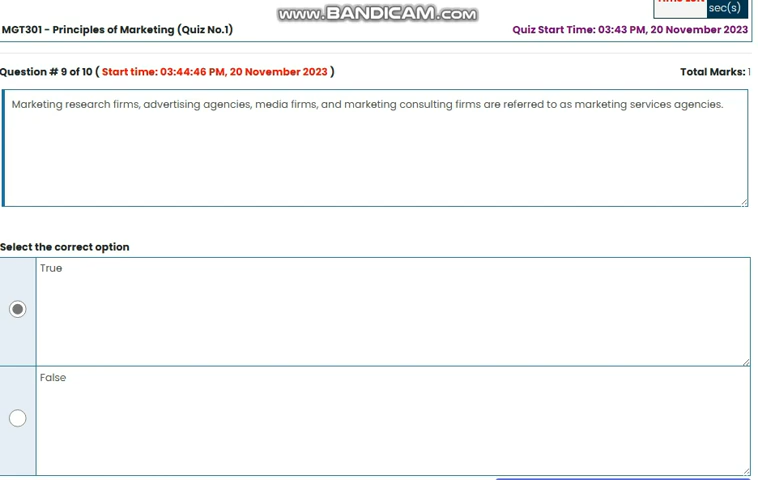 www.BANDICAM.com
sec(s)
MGT301 - Principles of Marketing (Quiz No.1)
Quiz Start Time: 03:43 PM, 20 November 2023
Question # 9 of 10 ( Start time: 03:44:46 PM, 20 November 2023 )
Total Marks: 1
Marketing research firms, advertising agencies, media firms, and marketing consulting firms are referred to as marketing services agencies.
Select the correct option
True
False